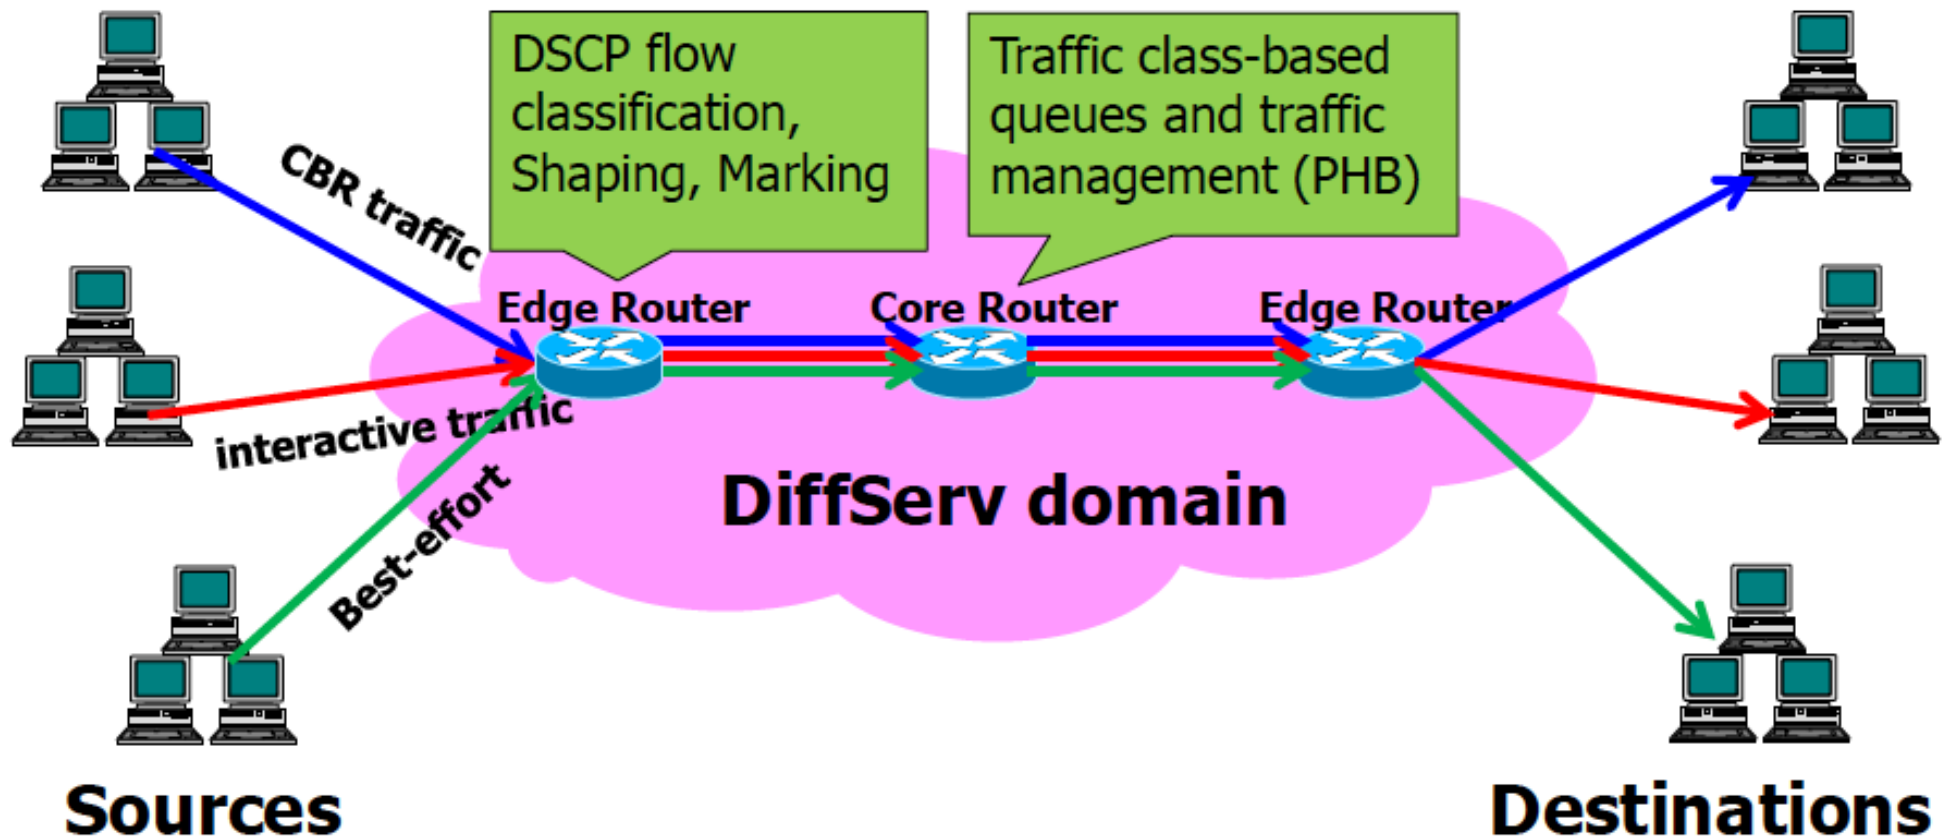 DSCP flow
classification,
Shaping, Marking
Traffic class-based
queues and traffic
management (PHB)
CBR traffic
Edge Router
Core Router
Edge Router
interactive traffic
Best-effort
DiffServ domain
Sources
Destinations